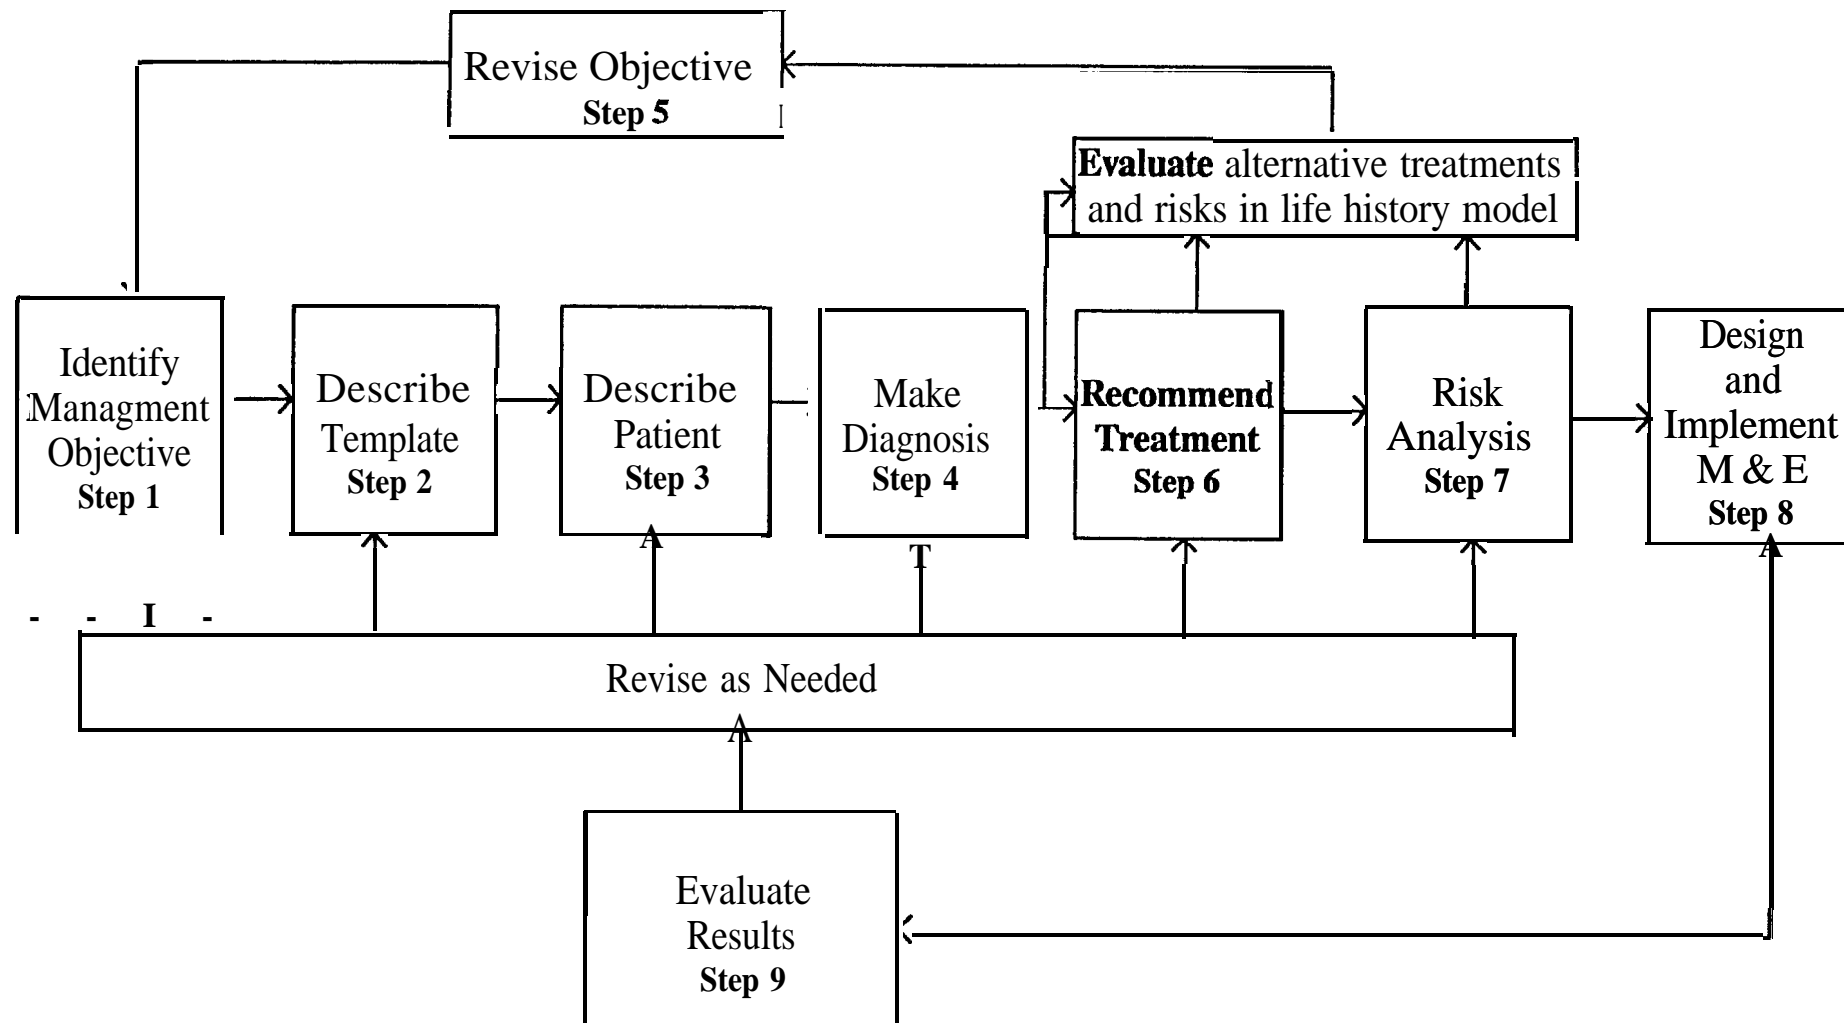 Revise Objective
Step 5
Evaluate alternative treatments
and risks in life history model
Identify
Managment
Objective
Step 1
Describe
Template
Step 2
Describe
Patient
Step 3
Make
Diagnosis
Step 4
Recommend
Treatment
Step 6
Risk
Analysis
Step 7
Design
and
Implement
M & E
Step 8
Revise as Needed
Evaluate
Results
Step 9